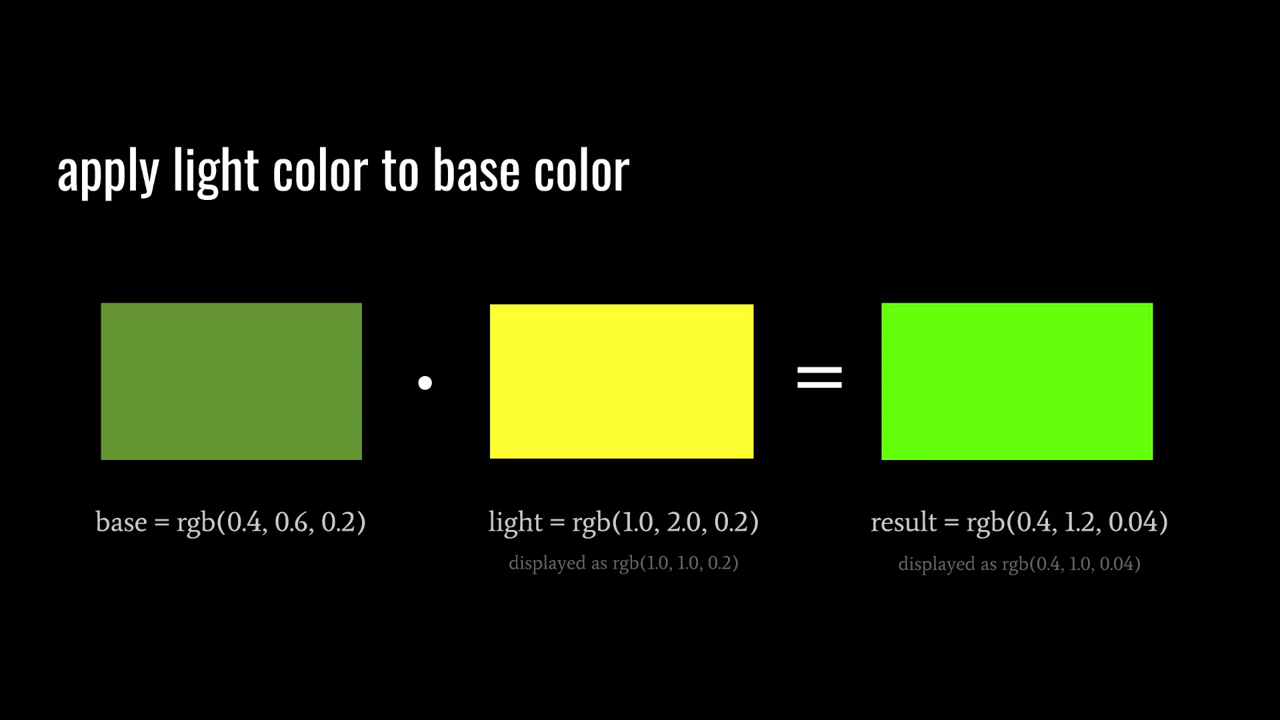 apply light color to base color
• =
base = rgb(0.4, 0.6, 0.2)
light = rgb(1.0, 2.0, 0.2)
result = rgb(0.4, 1.2, 0.04)
displayed as rgb(1.0, 1.0, 0.2)
displayed as rgb(0.4, 1.0, 0.04)